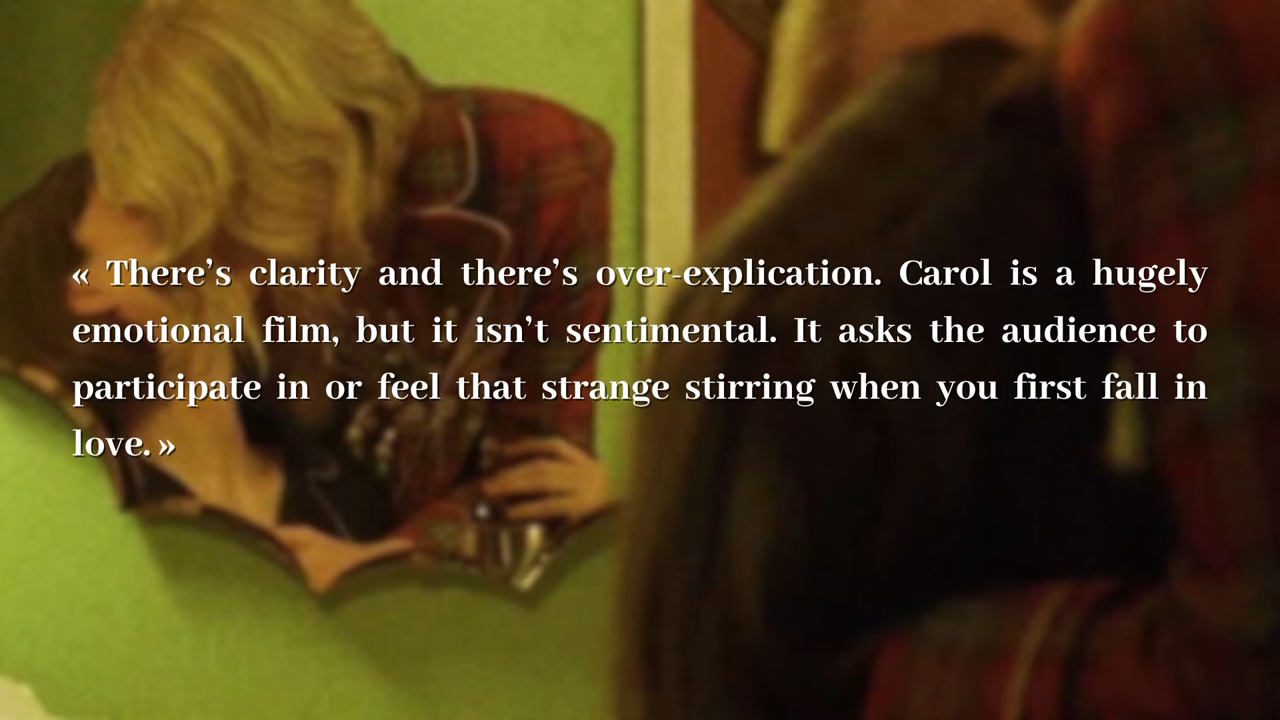 « There’s clarity and there’s over-explication. Carol is a hugely
emotional film, but it isn’t sentimental. It asks the audience to
participate in or feel that strange stirring when you first fall in
love. »